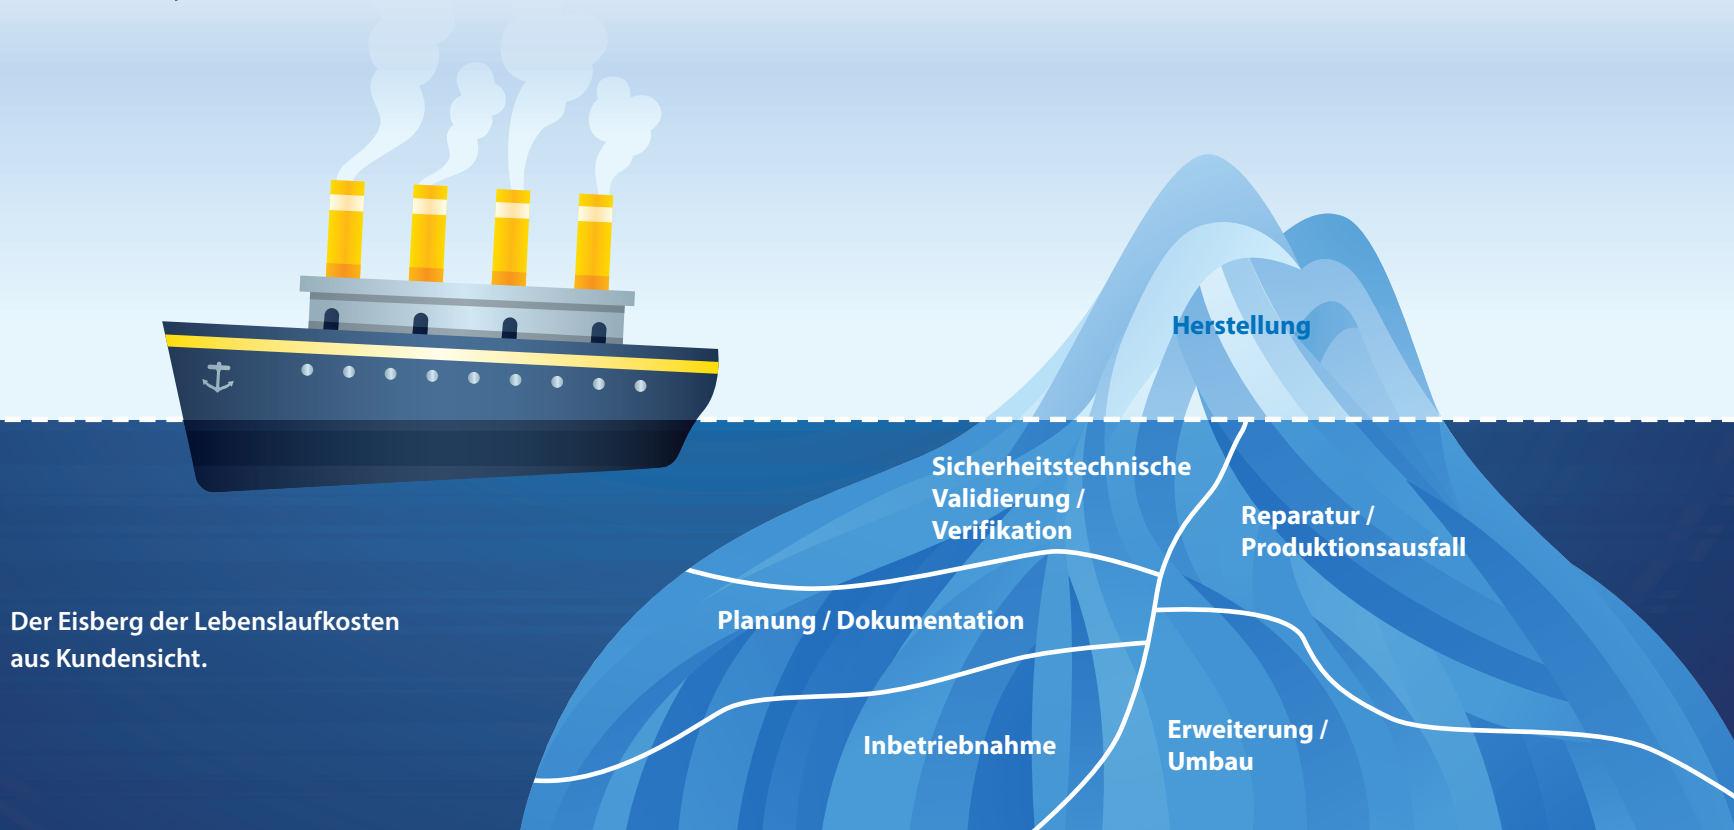 Herstellung
Sicherheitstechnische
Validierung /
Verifikation
Reparatur /
Produktionsausfall
Planung / Dokumentation
Der Eisberg der Lebenslaufkosten
aus Kundensicht.
Inbetriebnahme
Erweiterung /
Umbau